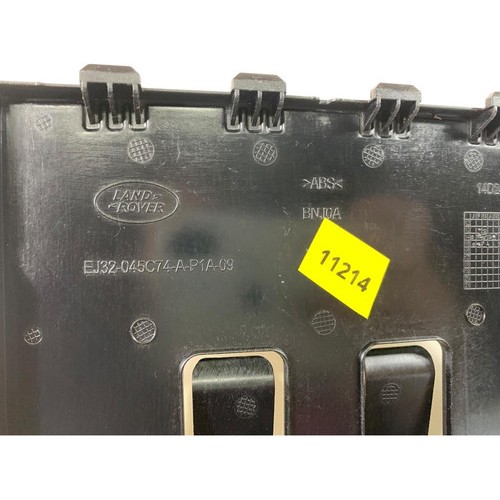 LAND
ROVER
EJ32-045C74-A-P1A-09
>ABS<
BNJ0A
11214